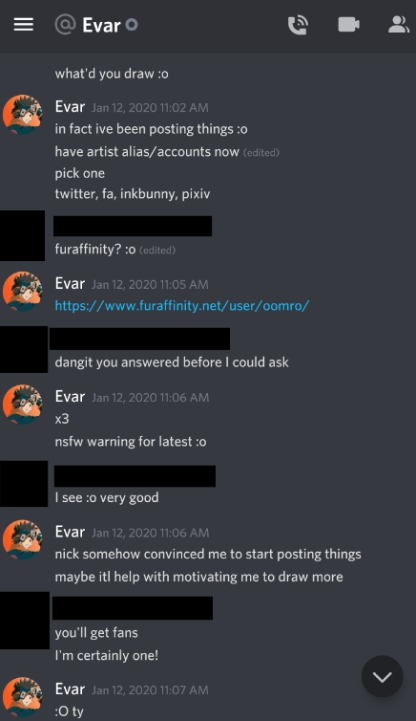 @ Evar
what'd you draw :o
Evar Jan 12, 2020 11:02 AM
in fact ive been posting things :o
have artist alias/accounts now (edited)
pick one
twitter, fa, inkbunny, pixiv
furaffinity? :o (edited)
Evar Jan 12, 2020 11:05 AM
https://www.furaffinity.net/user/oomro/
dangit you answered before I could ask
Evar Jan 12, 2020 11:06 AM
x3
nsfw warning for latest :o
I see :o very good
Evar Jan 12, 2020 11:06 AM
nick somehow convinced me to start posting things
maybe itl help with motivating me to draw more
you'll get fans
I'm certainly one!
Evar Jan 12, 2020 11:07 AM
:O ty